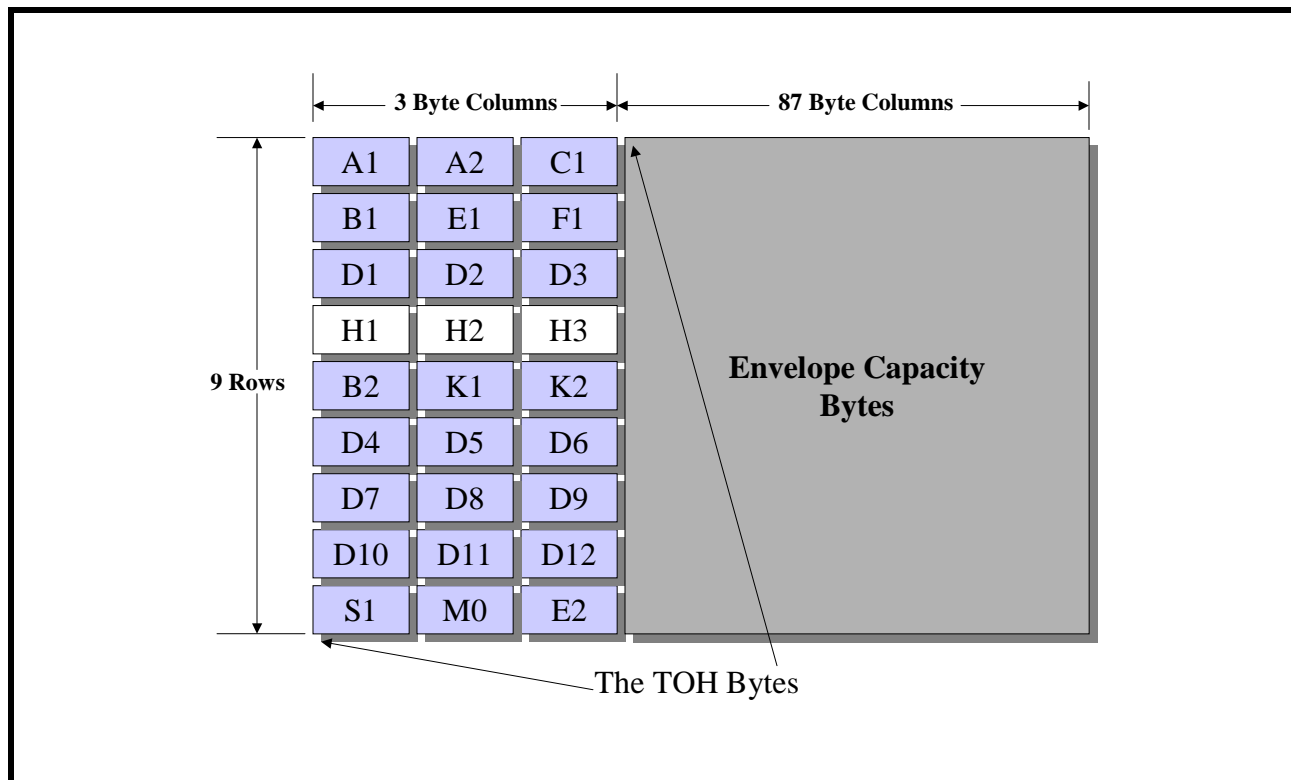 3 Byte Columns
87 Byte Columns
A1 A2 C1
B1 E1 F1
D1 D2 D3
H1 H2 H3
9 Rows
B2 K1 K2
D4 D5 D6
D7 D8 D9
D10 D11 D12
S1 M0 E2
Envelope Capacity
Bytes
The TOH Bytes